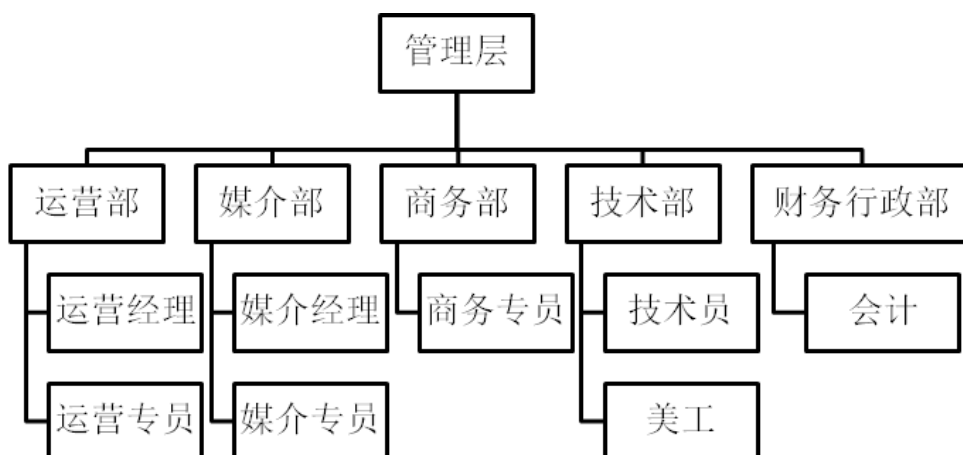 管理层
运营部
媒介部
商务部
技术部
财务行政部
运营经理
媒介经理
商务专员
技术员
会计
运营专员
媒介专员
美工